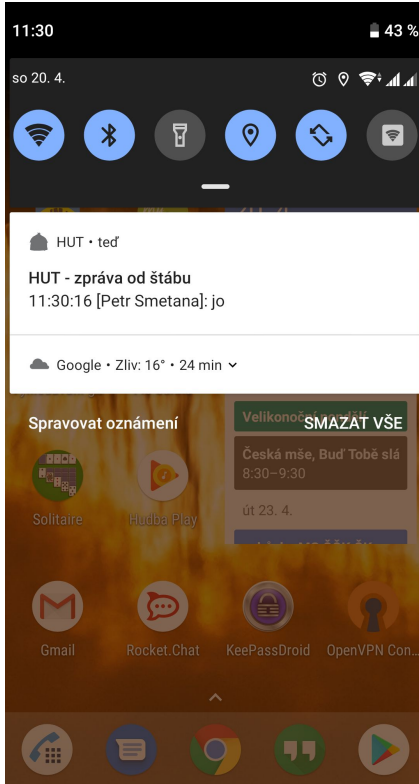 11:30
43 %
so 20. 4.
HUT • teď
HUT - zpráva od štábu
11:30:16 [Petr Smetana]: jo
Google • Zliv: 16° • 24 min
Spravovat oznámení
SMAZAT VŠE
Velikonoční pondělí
Česká mše, Buď Tobě slá
8:30–9:30
út 23. 4.
Solitaire
Hudba Play
Gmail
Rocket.Chat
KeePassDroid
OpenVPN Con...